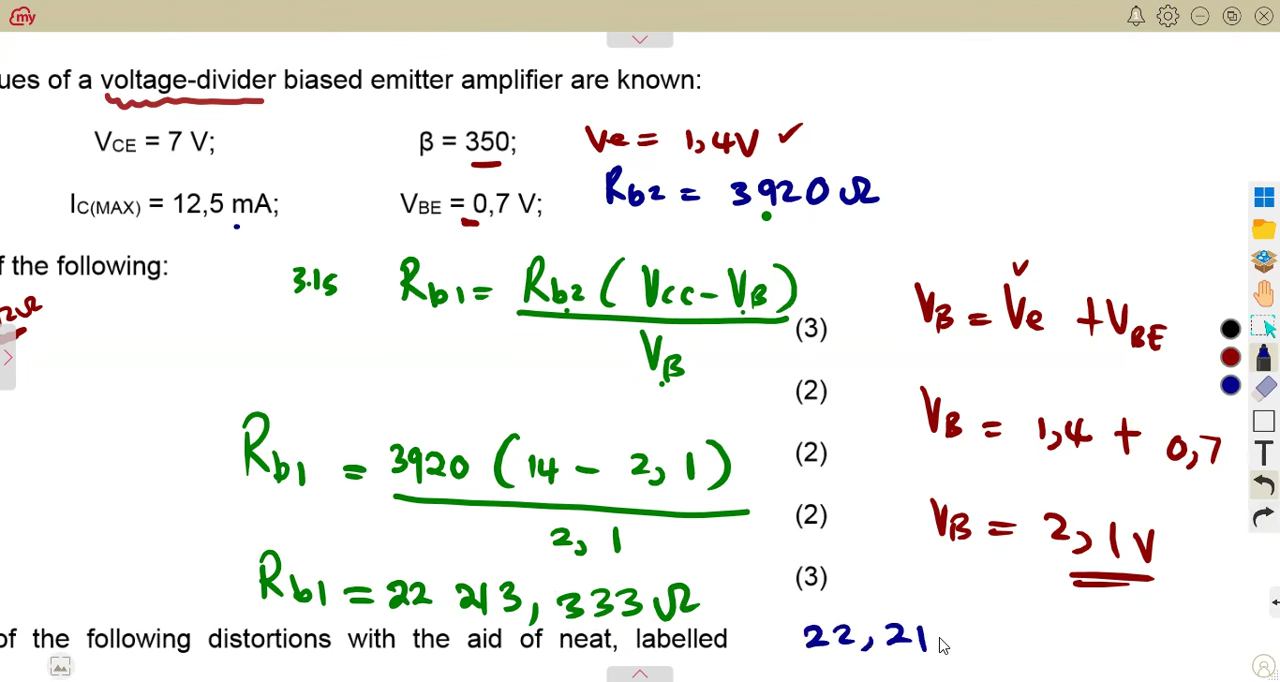 my
ues of a voltage-divider biased emitter amplifier are known:
VCE = 7 V; β = 350; Ve = 1,4V ✓
Rb2 = 3920 Ω
IC(MAX) = 12,5 mA; VBE = 0,7 V;
f the following:
3.15 Rb1 = Rb2 ( Vcc - VB )
VB
(3)
VB = Ve + VBE
(2)
VB = 1,4 + 0,7
Rb1 = 3920 ( 14 - 2, 1 )
2, 1
(2)
(2)
VB = 2, 1 V
(3)
Rb1 = 22 213, 333 Ω
of the following distortions with the aid of neat, labelled
22, 21
T